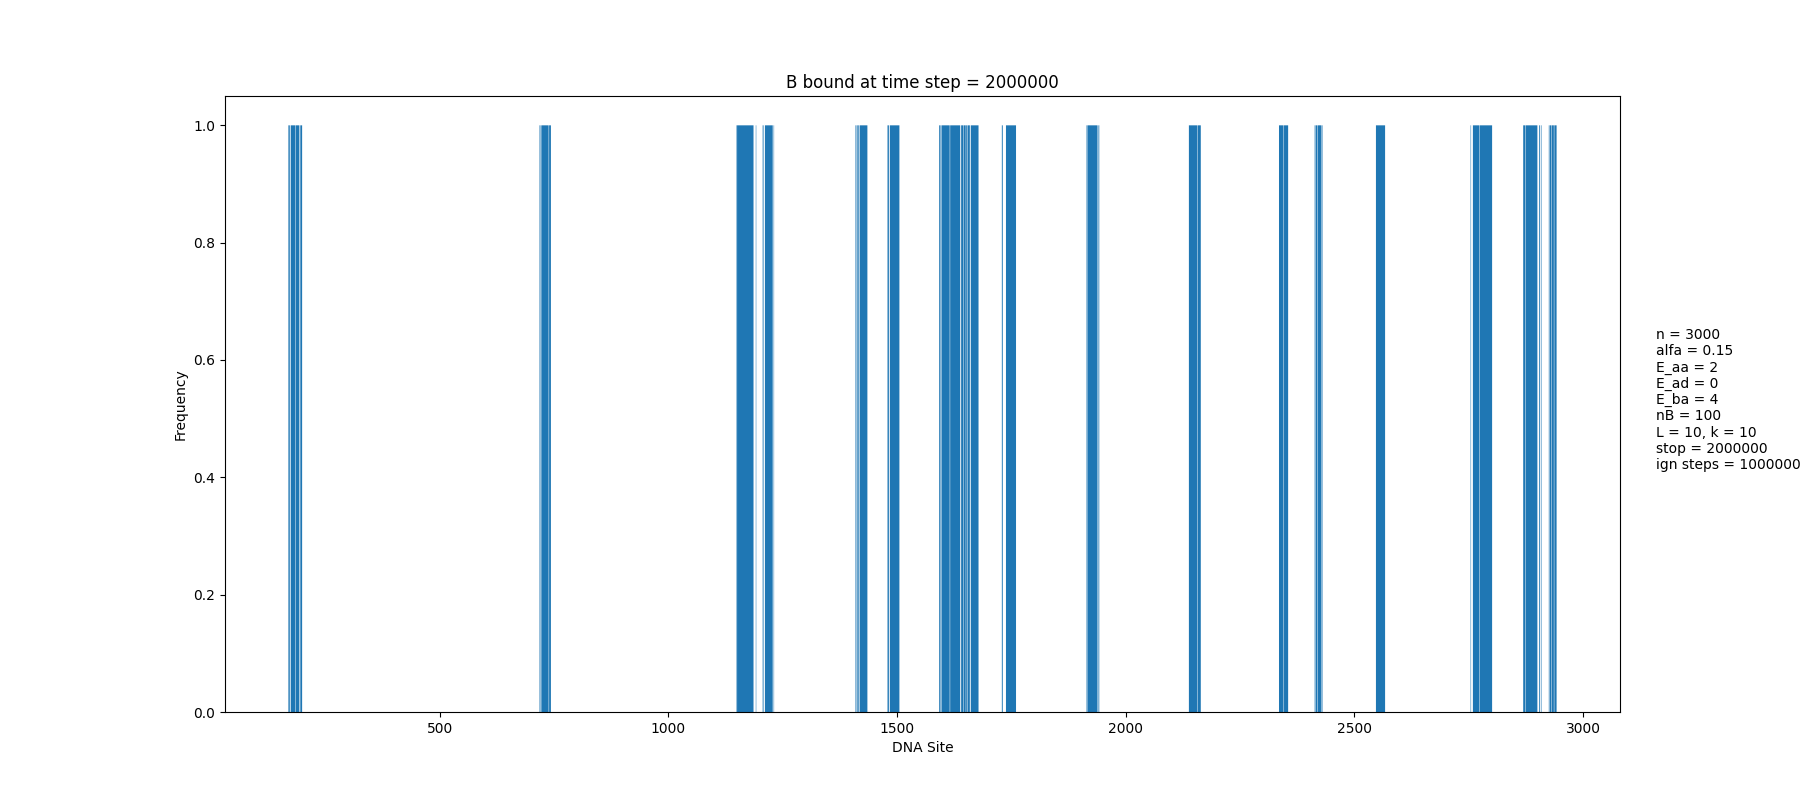 B bound at time step = 2000000
1.0
0.8
0.6
0.4
0.2
0.0
Frequency
500
1000
1500
2000
2500
3000
DNA Site
n = 3000
alfa = 0.15
E_aa = 2
E_ad = 0
E_ba = 4
nB = 100
L = 10, k = 10
stop = 2000000
ign steps = 1000000